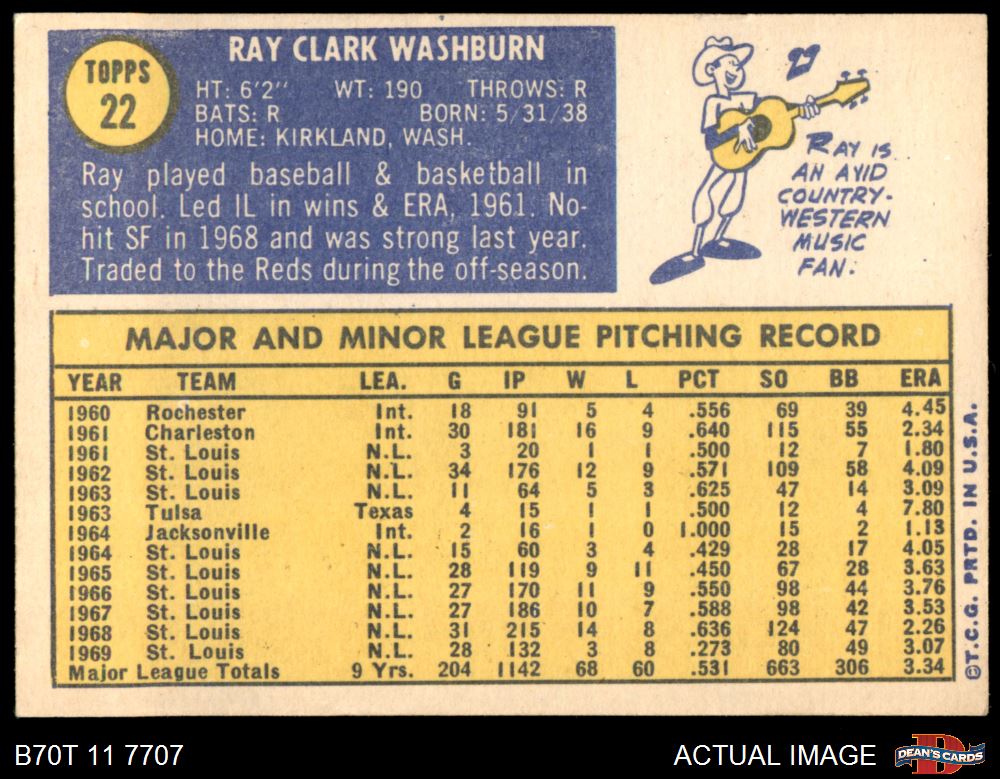 TOPPS
22
RAY CLARK WASHBURN
HT: 6'2" WT: 190 THROWS: R
BATS: R BORN: 5/31/38
HOME: KIRKLAND, WASH.
Ray played baseball & basketball in
school. Led IL in wins & ERA, 1961. No-
hit SF in 1968 and was strong last year.
Traded to the Reds during the off-season.
RAY IS
AN AVID
COUNTRY-
WESTERN
MUSIC
FAN.
MAJOR AND MINOR LEAGUE PITCHING RECORD
YEAR TEAM LEA. G IP W L PCT SO BB ERA
1960 Rochester Int. 18 91 5 4 .556 69 39 4.45
1961 Charleston Int. 30 181 16 9 .640 115 55 2.34
1961 St. Louis N.L. 3 20 1 1 .500 12 7 1.80
1962 St. Louis N.L. 34 176 12 9 .571 109 58 4.09
1963 St. Louis N.L. 11 64 5 3 .625 47 14 3.09
1963 Tulsa Texas 4 15 1 1 .500 12 4 7.80
1964 Jacksonville Int. 2 16 1 0 1.000 15 2 1.13
1964 St. Louis N.L. 15 60 3 4 .429 28 17 4.05
1965 St. Louis N.L. 28 119 9 11 .450 67 28 3.63
1966 St. Louis N.L. 27 170 11 9 .550 98 44 3.76
1967 St. Louis N.L. 27 186 10 7 .588 98 42 3.53
1968 St. Louis N.L. 31 215 14 8 .636 124 47 2.26
1969 St. Louis N.L. 28 132 3 8 .273 80 49 3.07
Major League Totals 9 Yrs. 204 1142 68 60 .531 663 306 3.34
©T.C.G. PRTD. IN U.S.A.
B70T 11 7707
ACTUAL IMAGE
DEAN'S CARDS